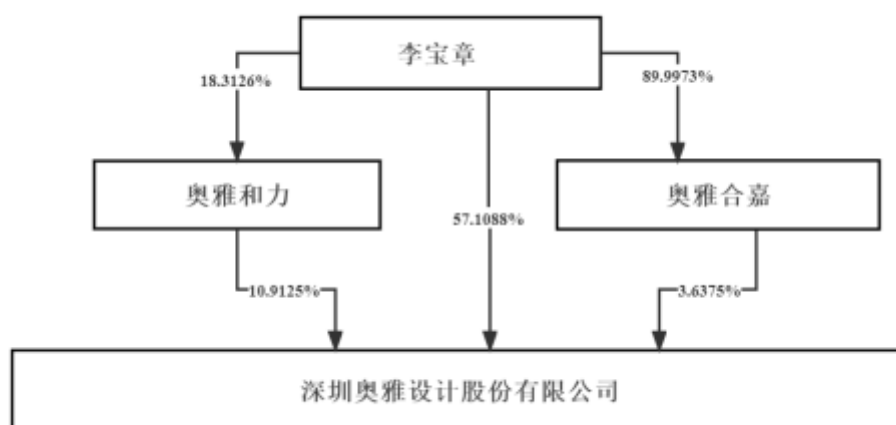 李宝章
18.3126%
89.9973%
奥雅和力
奥雅合嘉
57.1088%
10.9125%
3.6375%
深圳奥雅设计股份有限公司